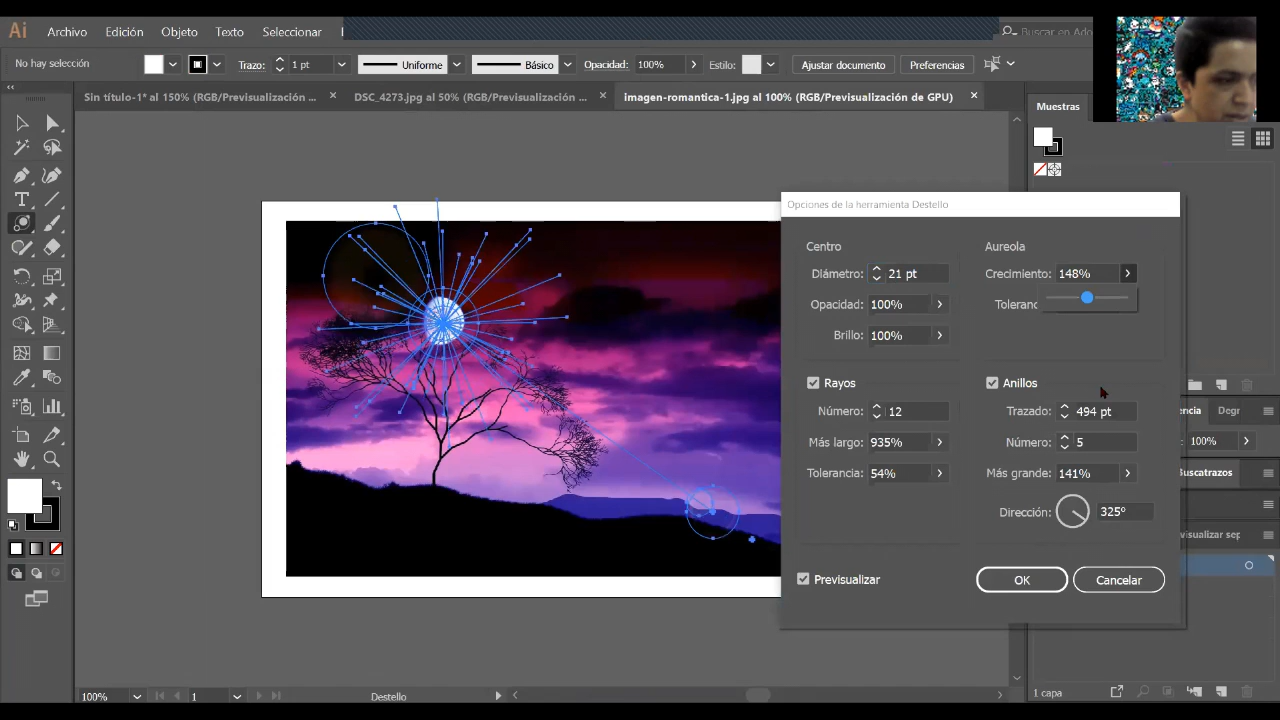 Ai Archivo Edición Objeto Texto Seleccionar Buscar en Ado
No hay selección Trazo: 1 pt Uniforme Básico Opacidad: 100% Estilo: Ajustar documento Preferencias
Sin título-1* al 150% (RGB/Previsualización ... × DSC_4273.jpg al 50% (RGB/Previsualización ... × imagen-romantica-1.jpg al 100% (RGB/Previsualización de GPU) ×
Muestras
Opciones de la herramienta Destello
Centro Aureola
Diámetro: 21 pt Crecimiento: 148%
Opacidad: 100% Toleranc
Brillo: 100%
Rayos Anillos
Número: 12 Trazado: 494 pt
Más largo: 935% Número: 5
Tolerancia: 54% Más grande: 141%
Dirección: 325°
Previsualizar OK Cancelar
encia Degr
100%
Buscatrazos
visualizar sep
100% 1 Destello 1 capa